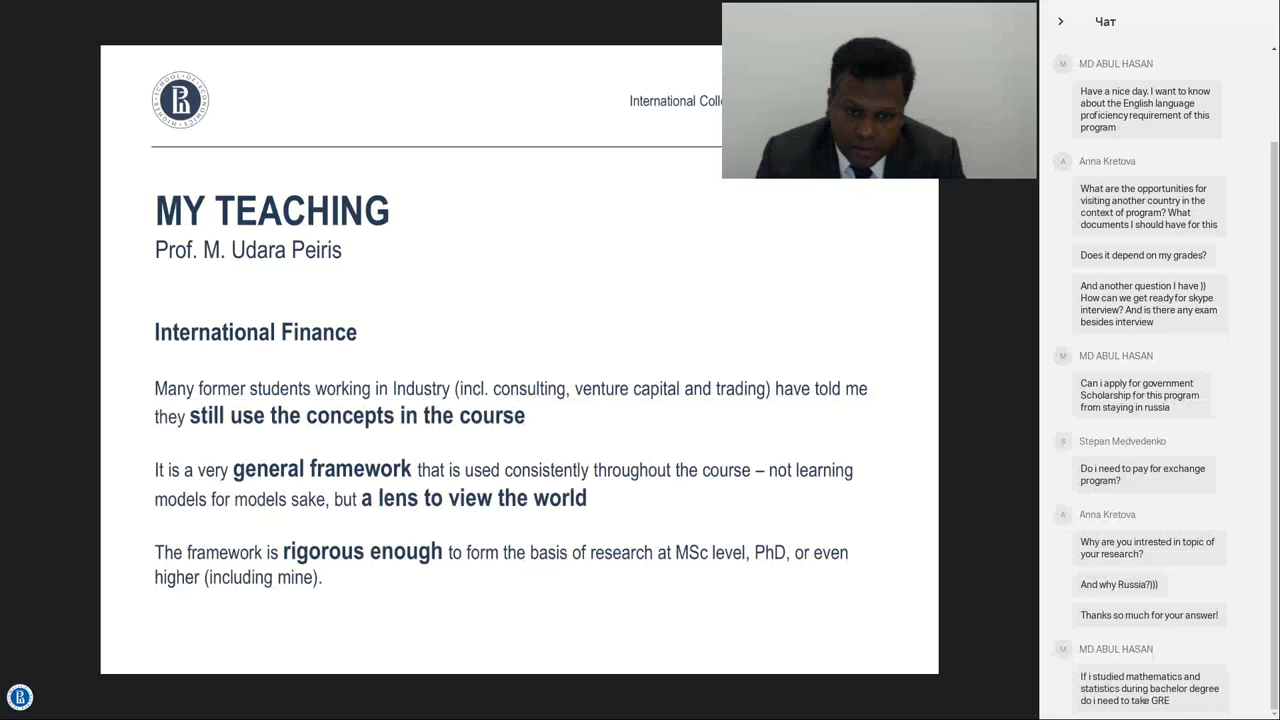 HIGHER SCHOOL OF ECONOMICS
International Colle
MY TEACHING
Prof. M. Udara Peiris
International Finance
Many former students working in Industry (incl. consulting, venture capital and trading) have told me
they still use the concepts in the course
It is a very general framework that is used consistently throughout the course – not learning
models for models sake, but a lens to view the world
The framework is rigorous enough to form the basis of research at MSc level, PhD, or even
higher (including mine).
Чат
M MD ABUL HASAN
Have a nice day. I want to know
about the English language
proficiency requirement of this
program
A Anna Kretova
What are the opportunities for
visiting another country in the
context of program? What
documents I should have for this
Does it depend on my grades?
And another question I have ))
How can we get ready for skype
interview? And is there any exam
besides interview
M MD ABUL HASAN
Can i apply for government
Scholarship for this program
from staying in russia
S Stepan Medvedenko
Do i need to pay for exchange
program?
A Anna Kretova
Why are you intrested in topic of
your research?
And why Russia?)))
Thanks so much for your answer!
M MD ABUL HASAN
If i studied mathematics and
statistics during bachelor degree
do i need to take GRE